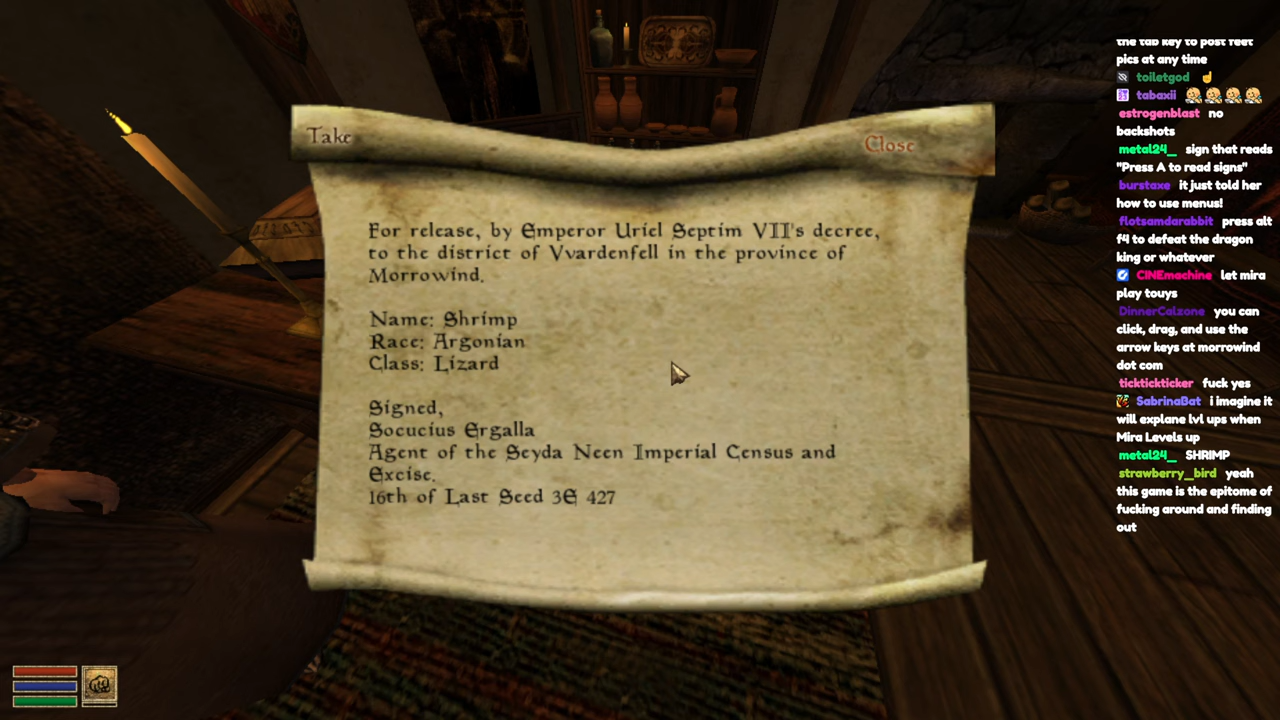 Take
Close
For release, by Emperor Uriel Septim VII's decree,
to the district of Vvardenfell in the province of
Morrowind.
Name: Shrimp
Race: Argonian
Class: Lizard
Signed,
Socucius Ergalla
Agent of the Seyda Neen Imperial Census and
Excise.
16th of Last Seed 3E 427
the tab key to post feet
pics at any time
toiletgod
tabaxii
estrogenblast no
backshots
metal24_ sign that reads
"Press A to read signs"
burstaxe it just told her
how to use menus!
flotsamdarabbit press alt
f4 to defeat the dragon
king or whatever
CINEmachine let mira
play touys
DinnerCalzone you can
click, drag, and use the
arrow keys at morrowind
dot com
ticktickticker fuck yes
SabrinaBat i imagine it
will explane lvl ups when
Mira Levels up
metal24_ SHRIMP
strawberry_bird yeah
this game is the epitome of
fucking around and finding
out